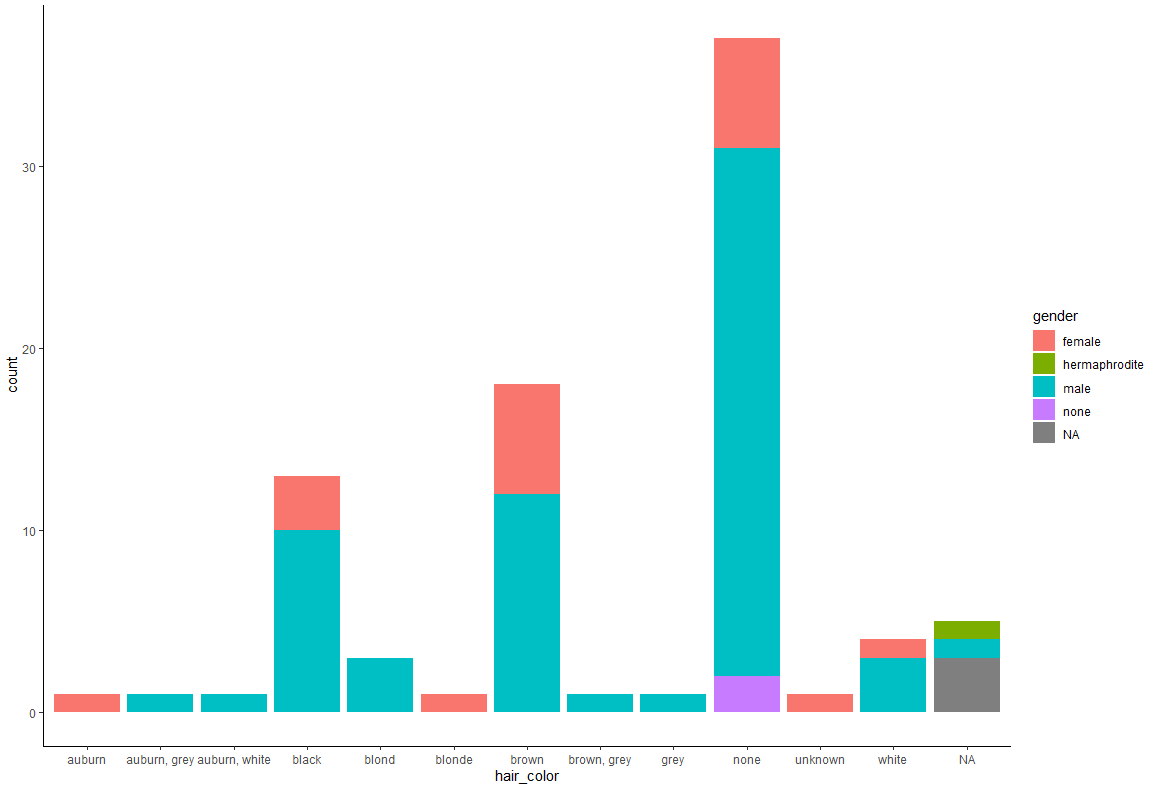 count
30
20
10
0
auburn
auburn, grey
auburn, white
black
blond
blonde
brown
brown, grey
grey
none
unknown
white
NA
hair_color
gender
female
hermaphrodite
male
none
NA